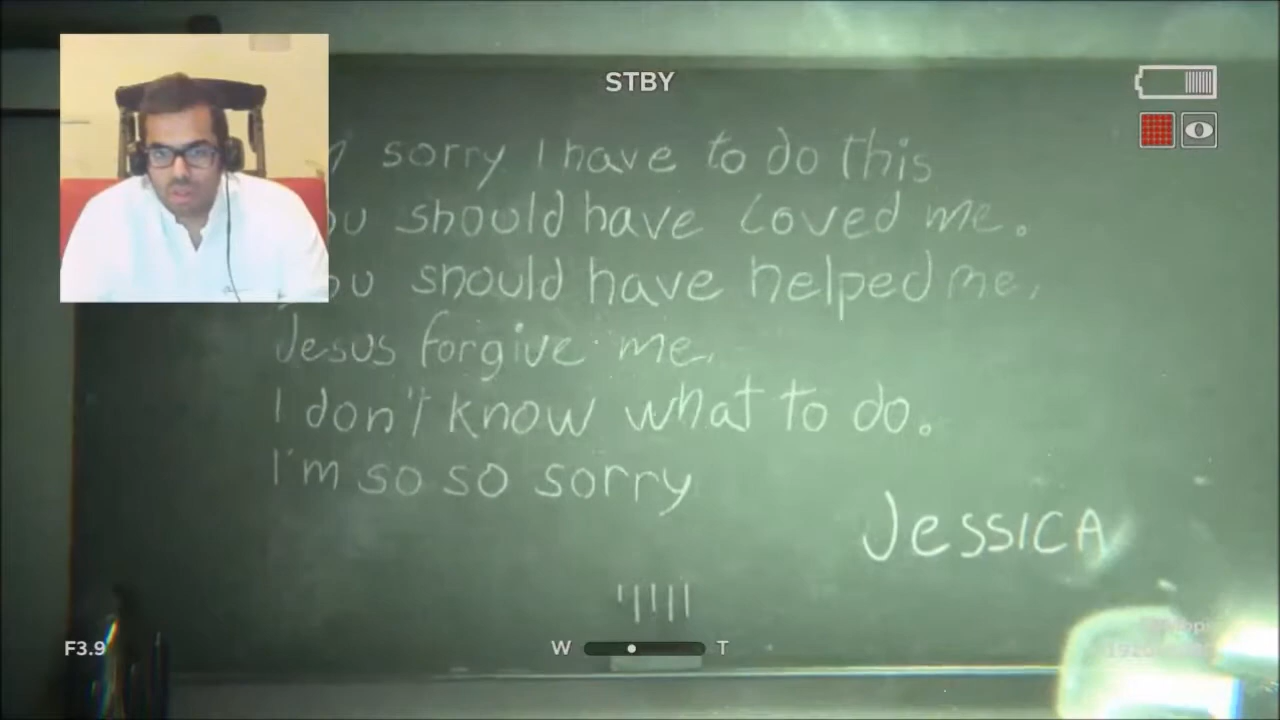 STBY
sorry I have to do this
should have loved me.
should have helped me,
Jesus forgive me.
I don't know what to do.
I'm so so sorry
JESSICA
F3.9
W T